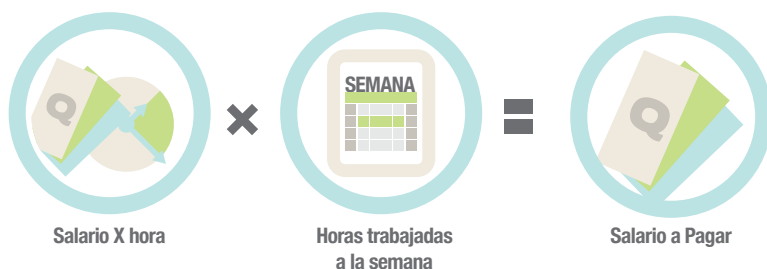 Q
SEMANA
Q
Salario X hora
Horas trabajadas
a la semana
Salario a Pagar